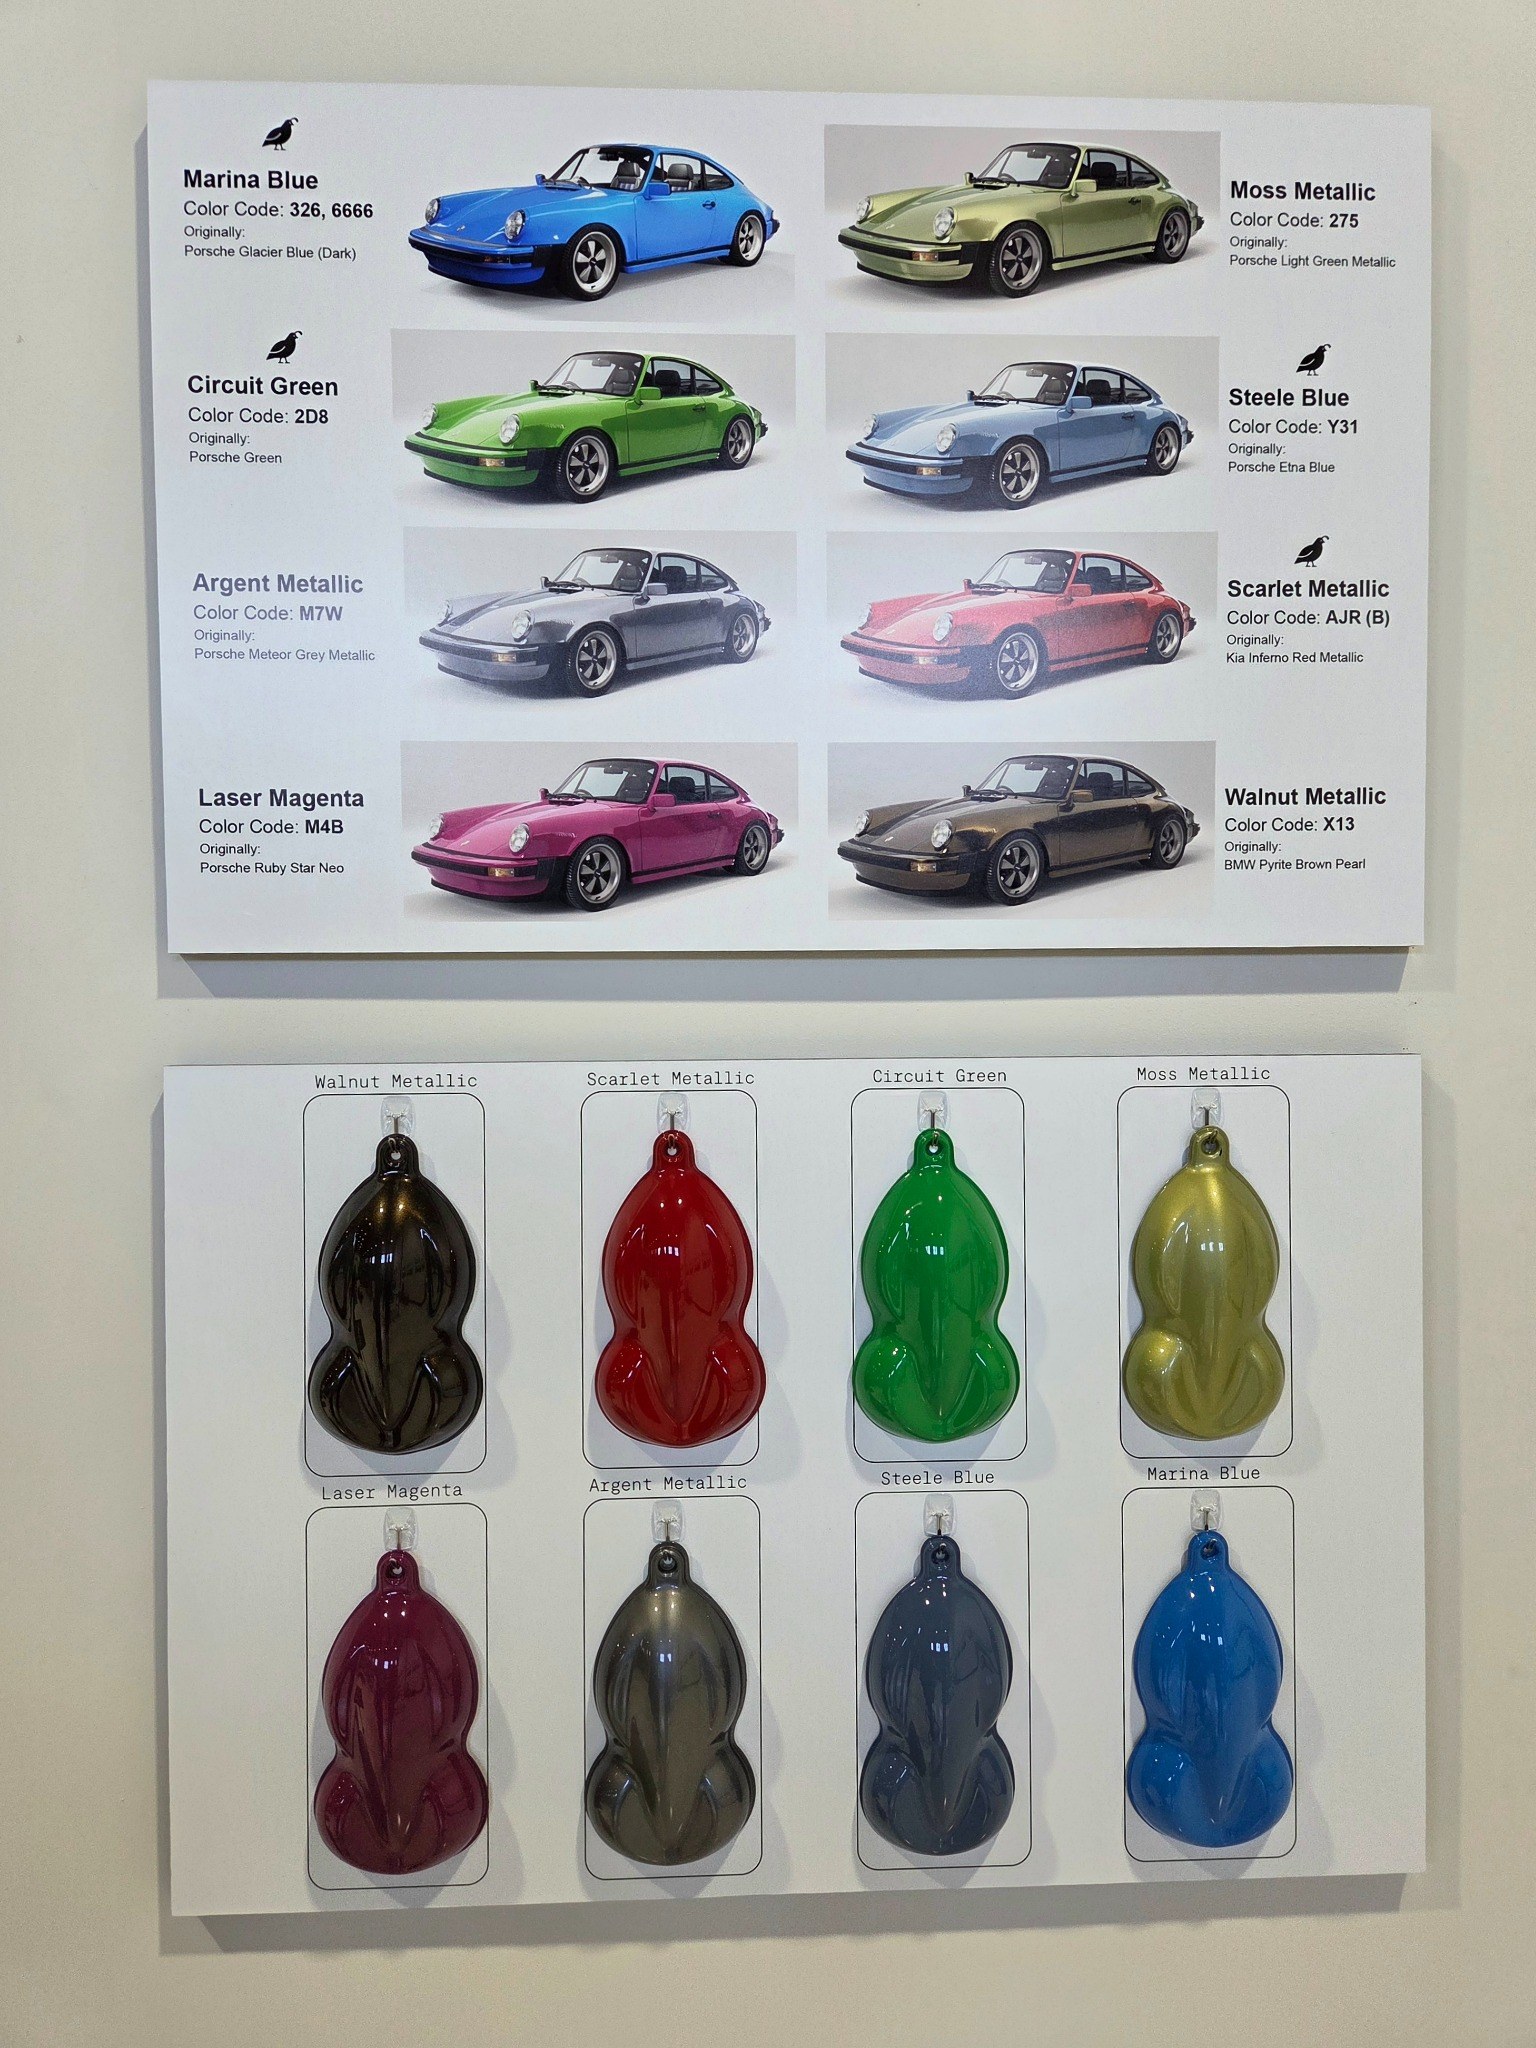 Marina Blue
Color Code: 326, 6666
Originally:
Porsche Glacier Blue (Dark)
Moss Metallic
Color Code: 275
Originally:
Porsche Light Green Metallic
Circuit Green
Color Code: 2D8
Originally:
Porsche Green
Steele Blue
Color Code: Y31
Originally:
Porsche Etna Blue
Argent Metallic
Color Code: M7W
Originally:
Porsche Meteor Grey Metallic
Scarlet Metallic
Color Code: AJR (B)
Originally:
Kia Inferno Red Metallic
Laser Magenta
Color Code: M4B
Originally:
Porsche Ruby Star Neo
Walnut Metallic
Color Code: X13
Originally:
BMW Pyrite Brown Pearl
Walnut Metallic
Scarlet Metallic
Circuit Green
Moss Metallic
Laser Magenta
Argent Metallic
Steele Blue
Marina Blue